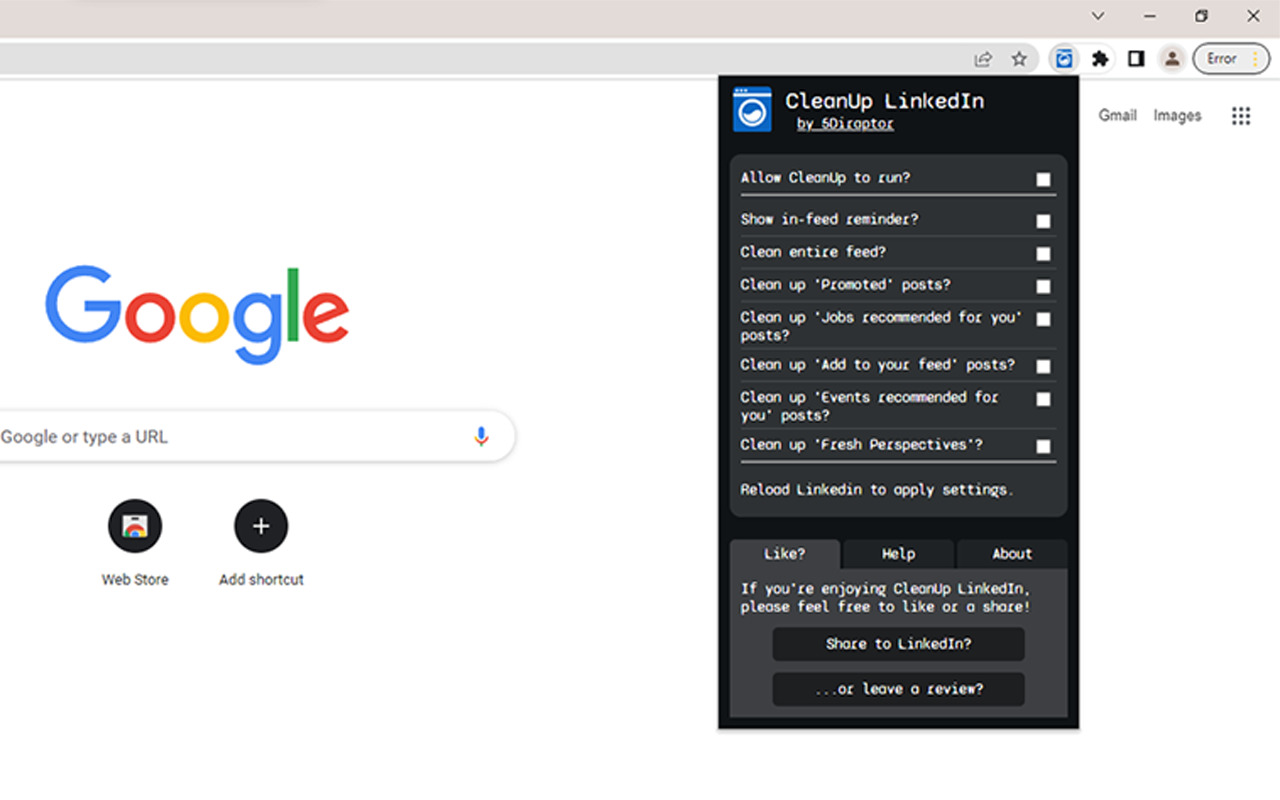 Error
CleanUp LinkedIn
by 5Diraptor
Gmail Images
Allow CleanUp to run?
Show in-feed reminder?
Clean entire feed?
Clean up 'Promoted' posts?
Clean up 'Jobs recommended for you'
posts?
Clean up 'Add to your feed' posts?
Clean up 'Events recommended for
you' posts?
Clean up 'Fresh Perspectives'?
Reload Linkedin to apply settings.
Google
Google or type a URL
Web Store
Add shortcut
Like? Help About
If you're enjoying CleanUp LinkedIn,
please feel free to like or a share!
Share to LinkedIn?
...or leave a review?